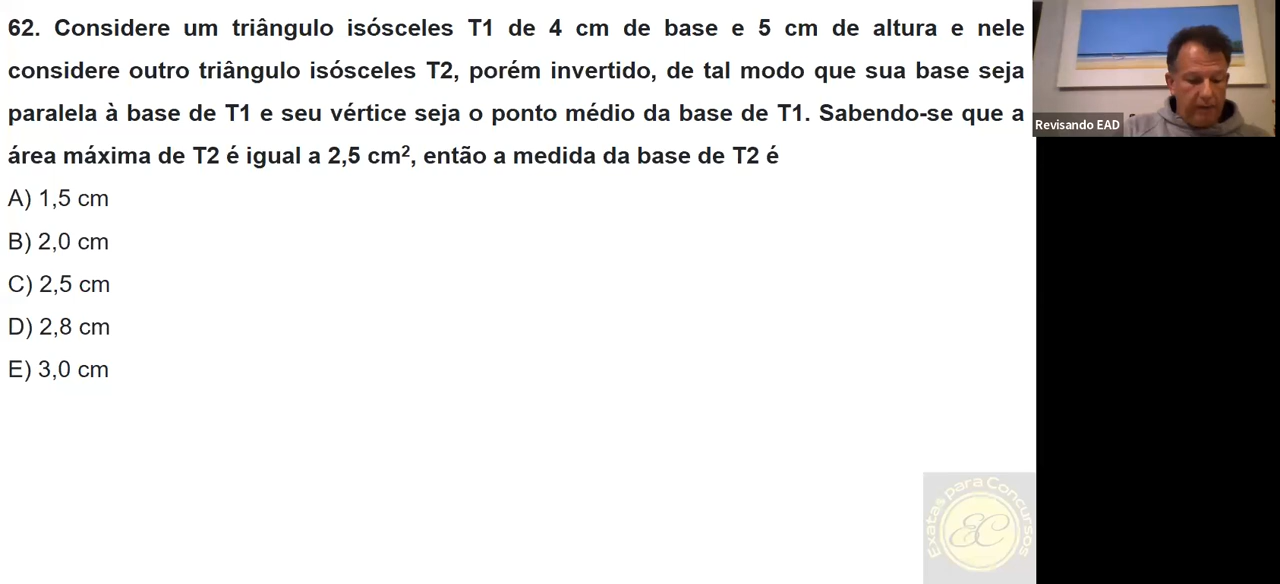 62. Considere um triângulo isósceles T1 de 4 cm de base e 5 cm de altura e nele
considere outro triângulo isósceles T2, porém invertido, de tal modo que sua base seja
paralela à base de T1 e seu vértice seja o ponto médio da base de T1. Sabendo-se que a
área máxima de T2 é igual a 2,5 cm², então a medida da base de T2 é
A) 1,5 cm
B) 2,0 cm
C) 2,5 cm
D) 2,8 cm
E) 3,0 cm
Revisando EAD
Exatas para Concursos
EC